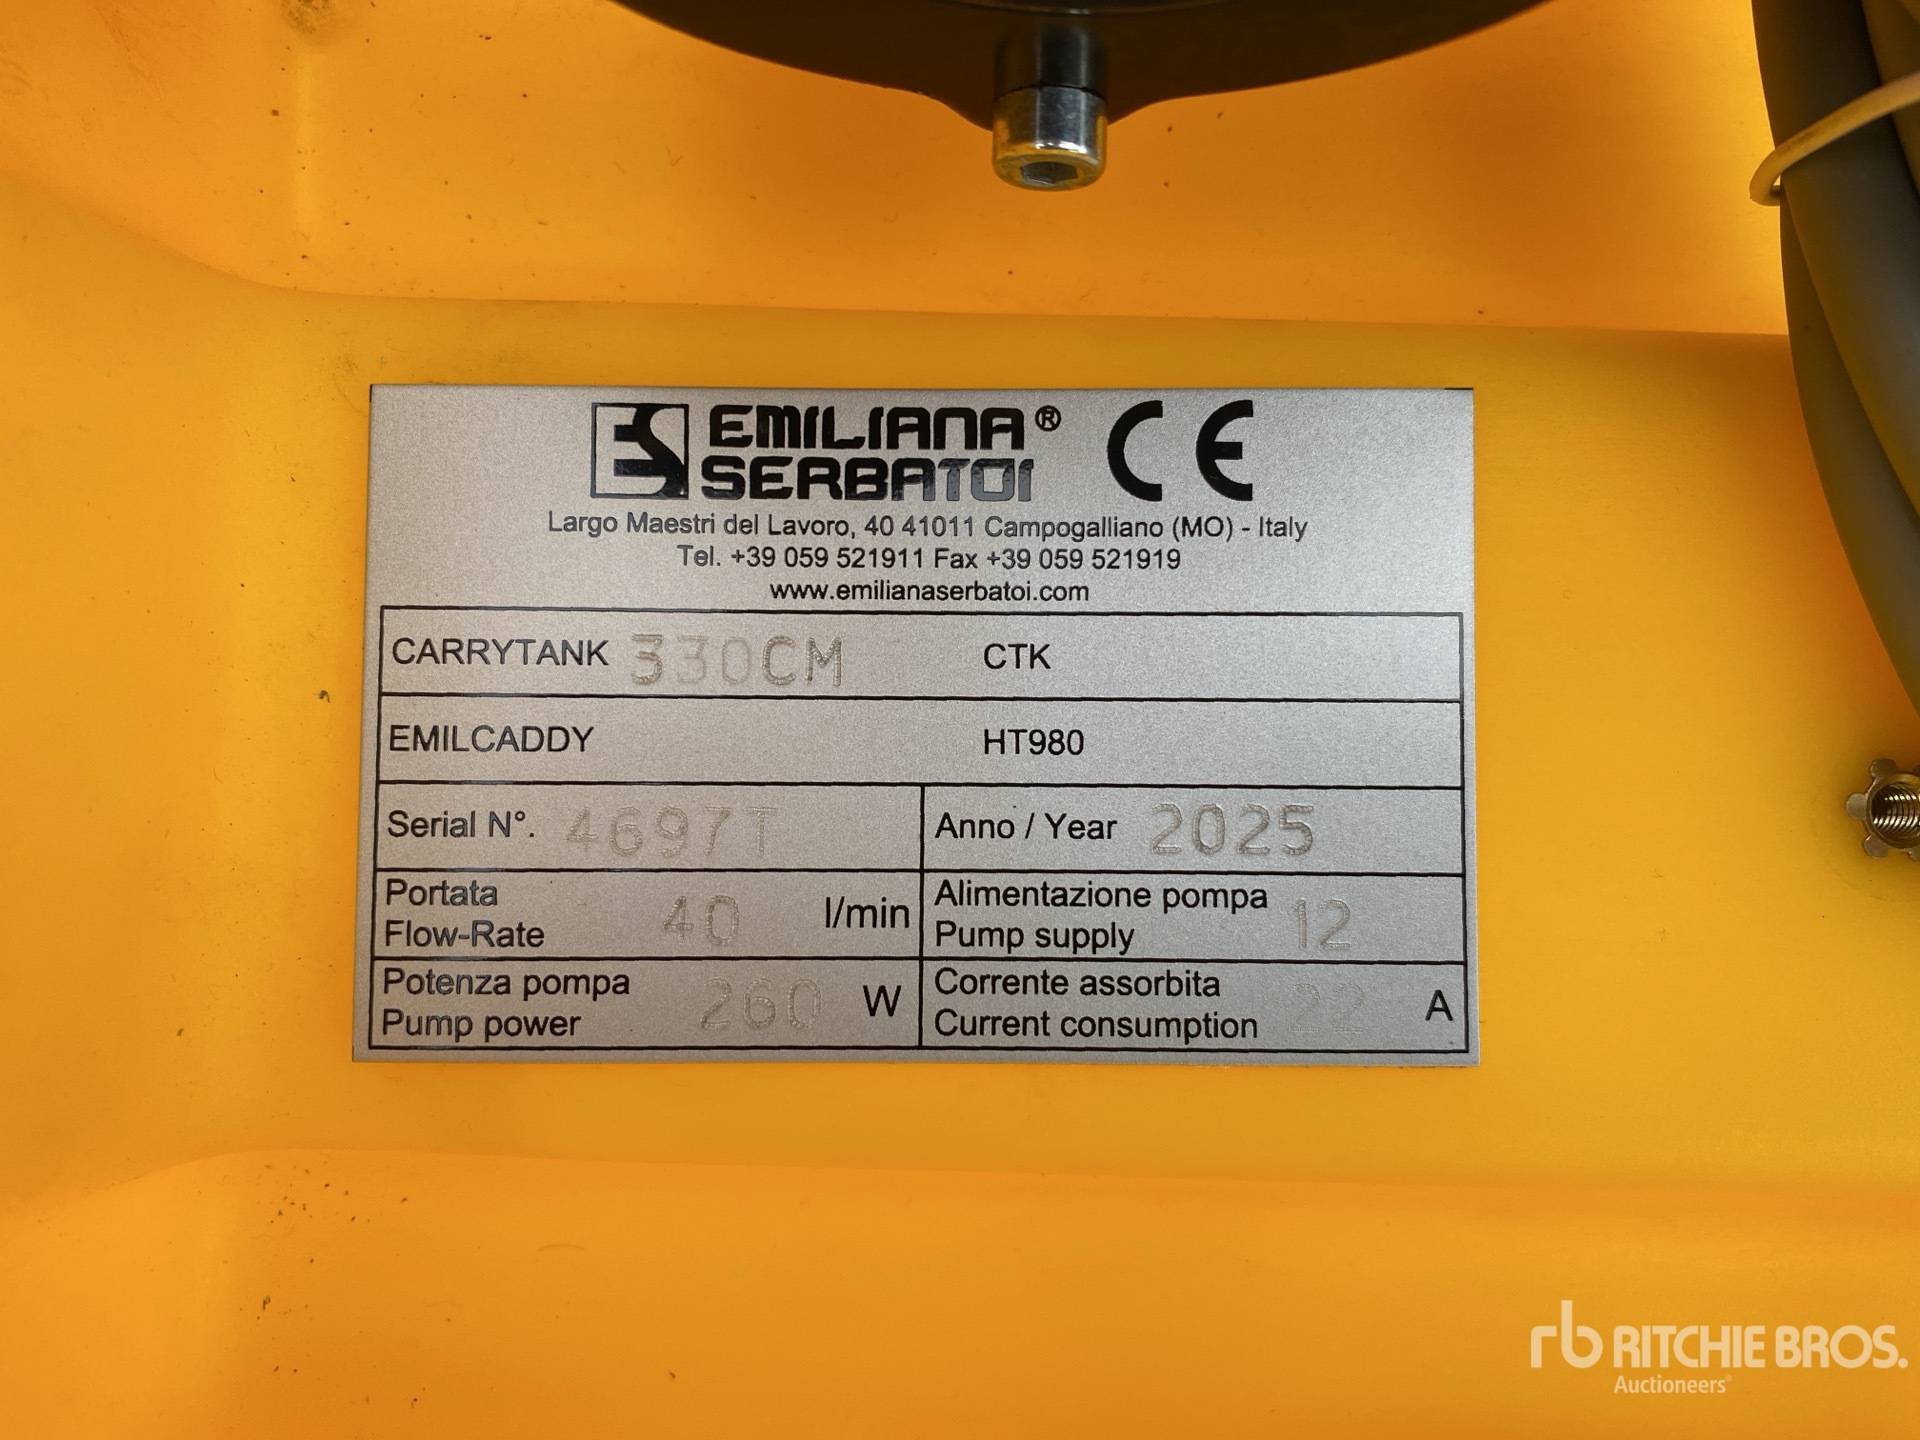 EMILIANA®
SERBATOI
CE
Largo Maestri del Lavoro, 40 41011 Campogalliano (MO) - Italy
Tel. +39 059 521911 Fax +39 059 521919
www.emilianaserbatoi.com
CARRYTANK 330CM CTK
EMILCADDY HT980
Serial N°. 4697T Anno / Year 2025
Portata
Flow-Rate 40 l/min
Alimentazione pompa
Pump supply 12
Potenza pompa
Pump power 260 W
Corrente assorbita
Current consumption 22 A
rb RITCHIE BROS.
Auctioneers